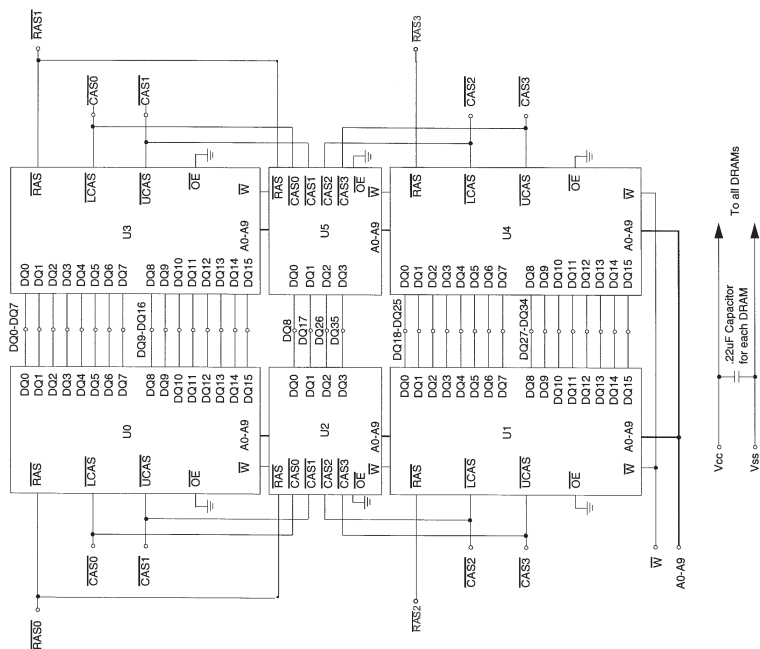 RAS0
CAS0
CAS1
RAS2
CAS2
CAS3
W
A0-A9
Vcc
Vss
RAS
LCAS
UCAS
OE
W
U0
A0-A9
DQ0
DQ1
DQ2
DQ3
DQ4
DQ5
DQ6
DQ7
DQ8
DQ9
DQ10
DQ11
DQ12
DQ13
DQ14
DQ15
RAS
CAS0
CAS1
CAS2
CAS3
OE
W
U2
A0-A9
DQ0
DQ1
DQ2
DQ3
RAS
LCAS
UCAS
OE
W
U1
A0-A9
DQ0
DQ1
DQ2
DQ3
DQ4
DQ5
DQ6
DQ7
DQ8
DQ9
DQ10
DQ11
DQ12
DQ13
DQ14
DQ15
DQ0-DQ7
DQ9-DQ16
DQ8
DQ17
DQ26
DQ35
DQ18-DQ25
DQ27-DQ34
.22uF Capacitor
for each DRAM
DQ0
DQ1
DQ2
DQ3
DQ4
DQ5
DQ6
DQ7
DQ8
DQ9
DQ10
DQ11
DQ12
DQ13
DQ14
DQ15
U3
A0-A9
RAS
LCAS
UCAS
OE
W
DQ0
DQ1
DQ2
DQ3
U5
A0-A9
RAS
CAS0
CAS1
CAS2
CAS3
OE
W
DQ0
DQ1
DQ2
DQ3
DQ4
DQ5
DQ6
DQ7
DQ8
DQ9
DQ10
DQ11
DQ12
DQ13
DQ14
DQ15
U4
A0-A9
RAS
LCAS
UCAS
OE
W
To all DRAMs
CAS0
CAS1
CAS2
CAS3
RAS1
RAS3